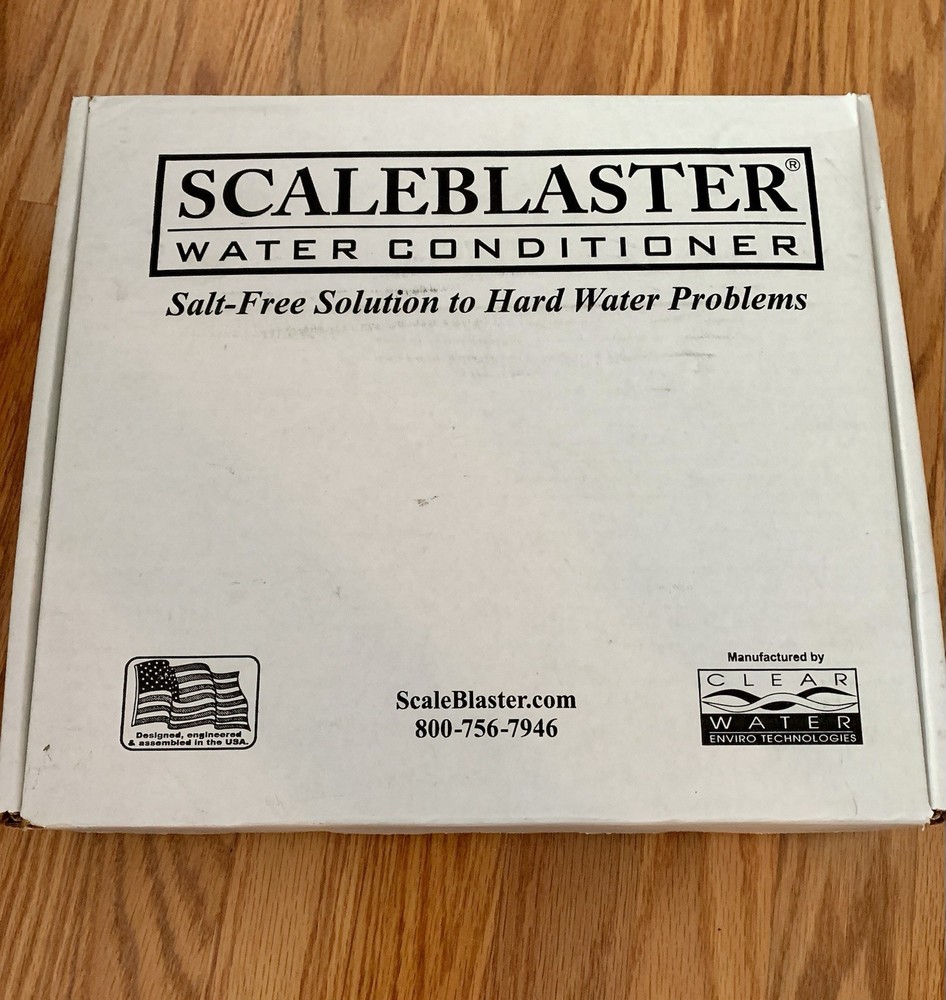 SCALEBLASTER®
WATER CONDITIONER
Salt-Free Solution to Hard Water Problems
Designed, engineered
& assembled in the USA.
ScaleBlaster.com
800-756-7946
Manufactured by
CLEAR
WATER
ENVIRO TECHNOLOGIES